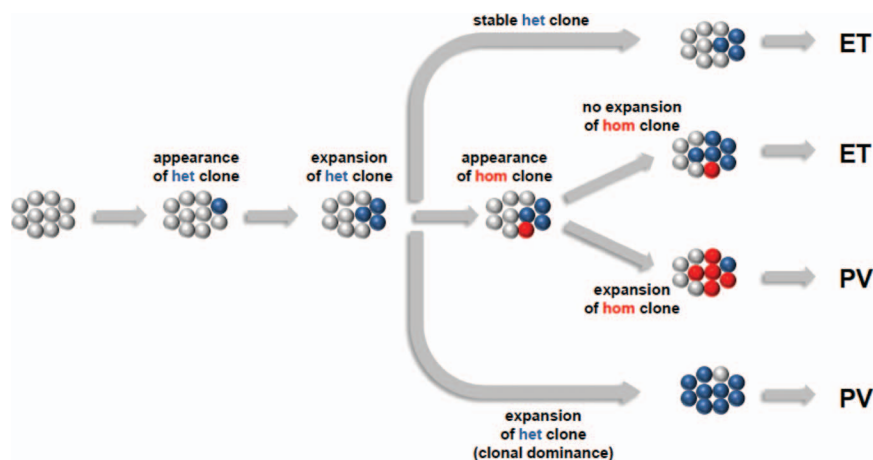 stable het clone
ET
no expansion
of hom clone
ET
appearance
of het clone
expansion
of het clone
appearance
of hom clone
expansion
of hom clone
PV
PV
expansion
of het clone
(clonal dominance)